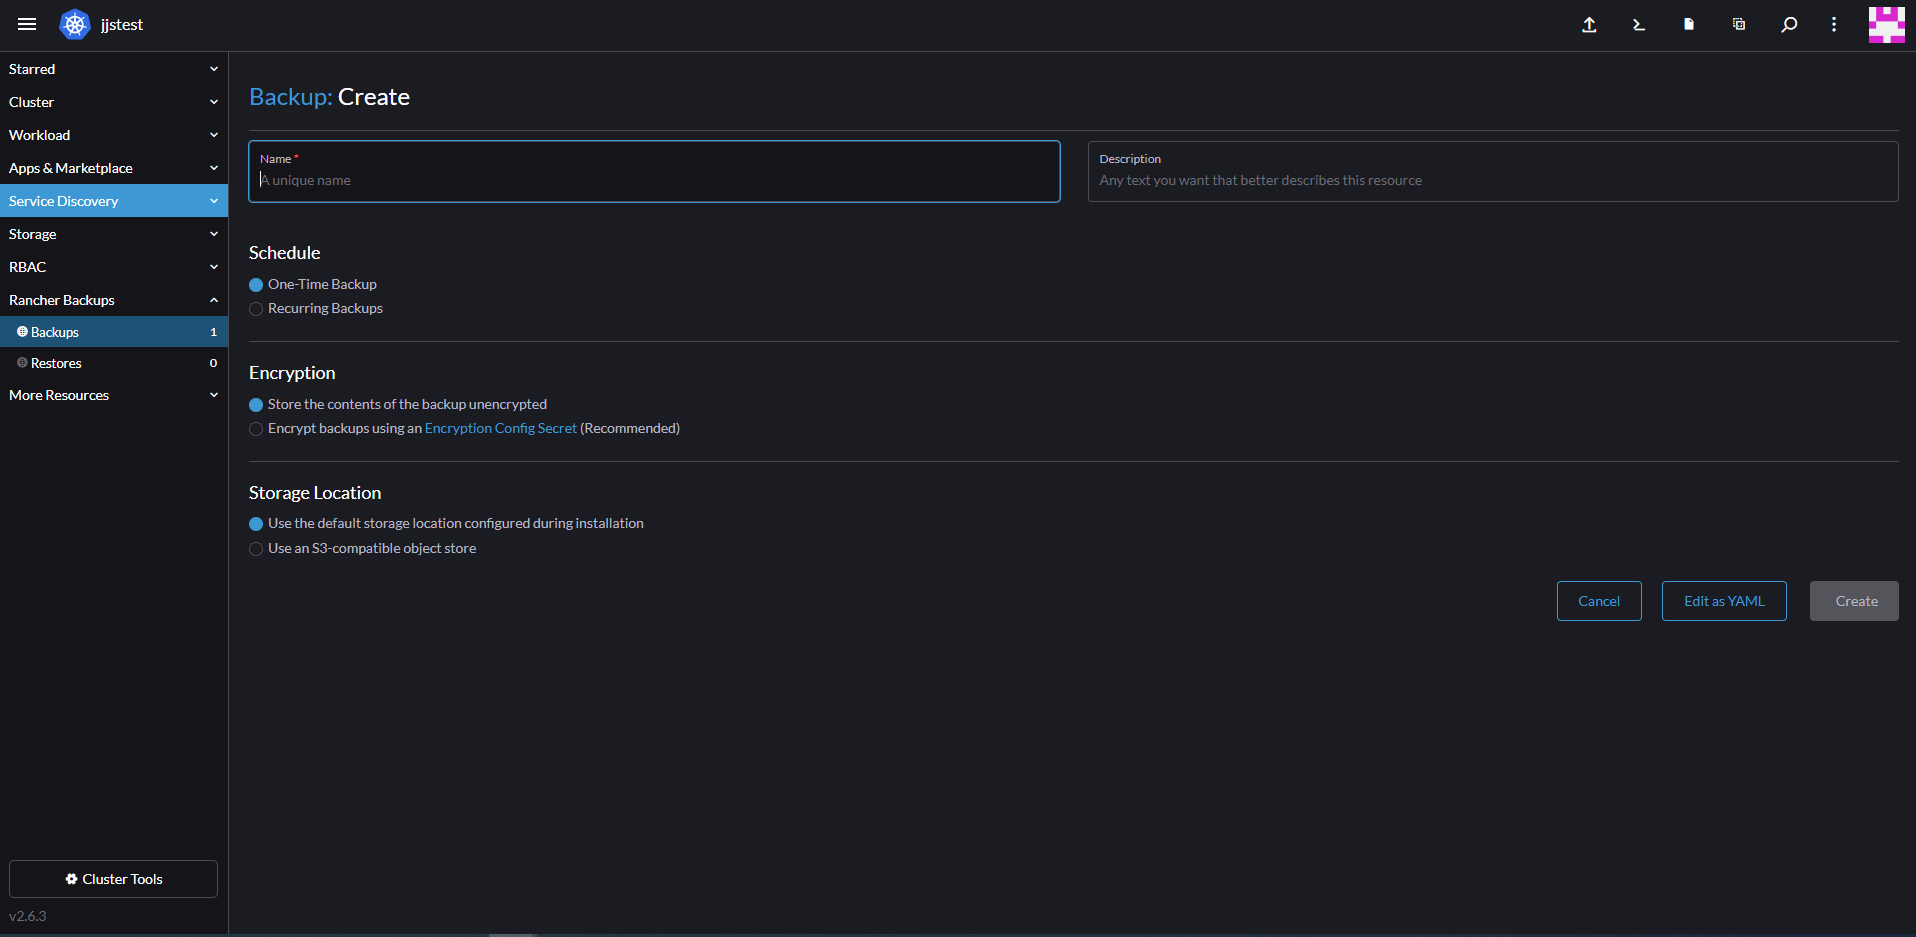 jjstest
Starred
Cluster
Workload
Apps & Marketplace
Service Discovery
Storage
RBAC
Rancher Backups
Backups 1
Restores 0
More Resources
Cluster Tools
v2.6.3
Backup: Create
Name *
A unique name
Description
Any text you want that better describes this resource
Schedule
One-Time Backup
Recurring Backups
Encryption
Store the contents of the backup unencrypted
Encrypt backups using an Encryption Config Secret (Recommended)
Storage Location
Use the default storage location configured during installation
Use an S3-compatible object store
Cancel Edit as YAML Create